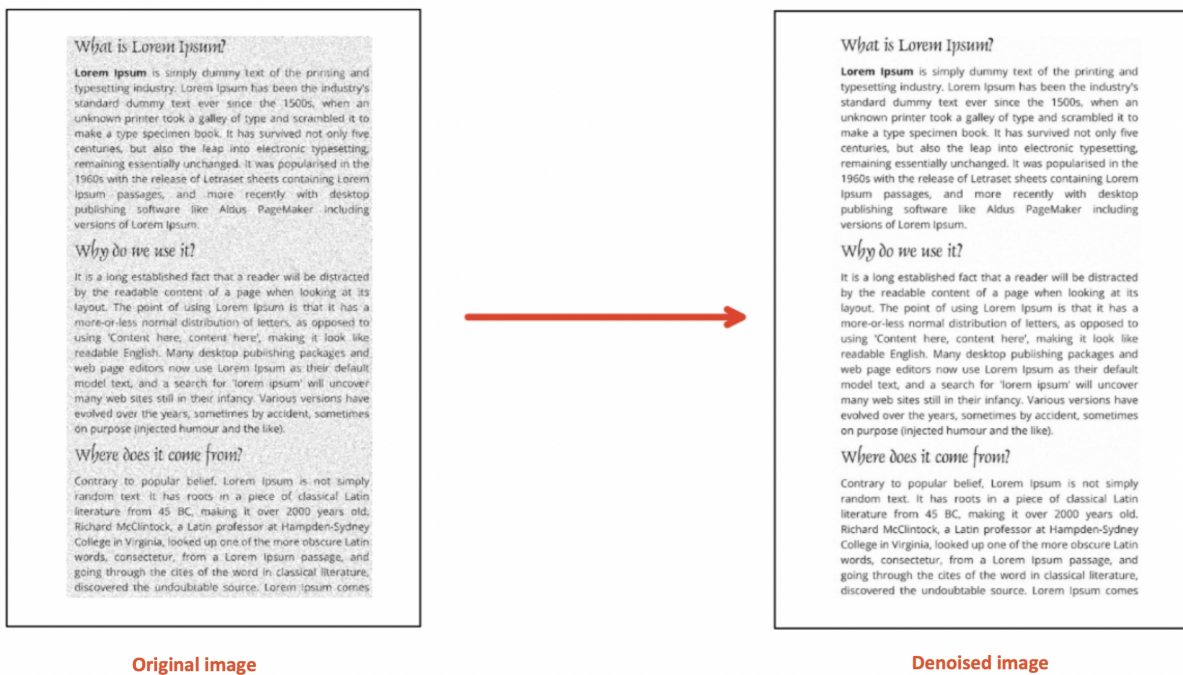 What is Lorem Ipsum?
Lorem Ipsum is simply dummy text of the printing and
typesetting industry. Lorem Ipsum has been the industry's
standard dummy text ever since the 1500s, when an
unknown printer took a galley of type and scrambled it to
make a type specimen book. It has survived not only five
centuries, but also the leap into electronic typesetting,
remaining essentially unchanged. It was popularised in the
1960s with the release of Letraset sheets containing Lorem
Ipsum passages, and more recently with desktop
publishing software like Aldus PageMaker including
versions of Lorem Ipsum.
Why do we use it?
It is a long established fact that a reader will be distracted
by the readable content of a page when looking at its
layout. The point of using Lorem Ipsum is that it has a
more-or-less normal distribution of letters, as opposed to
using 'Content here, content here', making it look like
readable English. Many desktop publishing packages and
web page editors now use Lorem Ipsum as their default
model text, and a search for 'lorem ipsum' will uncover
many web sites still in their infancy. Various versions have
evolved over the years, sometimes by accident, sometimes
on purpose (injected humour and the like).
Where does it come from?
Contrary to popular belief, Lorem Ipsum is not simply
random text. It has roots in a piece of classical Latin
literature from 45 BC, making it over 2000 years old.
Richard McClintock, a Latin professor at Hampden-Sydney
College in Virginia, looked up one of the more obscure Latin
words, consectetur, from a Lorem Ipsum passage, and
going through the cites of the word in classical literature,
discovered the undoubtable source. Lorem Ipsum comes
Original image
What is Lorem Ipsum?
Lorem Ipsum is simply dummy text of the printing and
typesetting industry. Lorem Ipsum has been the industry's
standard dummy text ever since the 1500s, when an
unknown printer took a galley of type and scrambled it to
make a type specimen book. It has survived not only five
centuries, but also the leap into electronic typesetting,
remaining essentially unchanged. It was popularised in the
1960s with the release of Letraset sheets containing Lorem
Ipsum passages, and more recently with desktop
publishing software like Aldus PageMaker including
versions of Lorem Ipsum.
Why do we use it?
It is a long established fact that a reader will be distracted
by the readable content of a page when looking at its
layout. The point of using Lorem Ipsum is that it has a
more-or-less normal distribution of letters, as opposed to
using 'Content here, content here', making it look like
readable English. Many desktop publishing packages and
web page editors now use Lorem Ipsum as their default
model text, and a search for 'lorem ipsum' will uncover
many web sites still in their infancy. Various versions have
evolved over the years, sometimes by accident, sometimes
on purpose (injected humour and the like).
Where does it come from?
Contrary to popular belief, Lorem Ipsum is not simply
random text. It has roots in a piece of classical Latin
literature from 45 BC, making it over 2000 years old.
Richard McClintock, a Latin professor at Hampden-Sydney
College in Virginia, looked up one of the more obscure Latin
words, consectetur, from a Lorem Ipsum passage, and
going through the cites of the word in classical literature,
discovered the undoubtable source. Lorem Ipsum comes
Denoised image